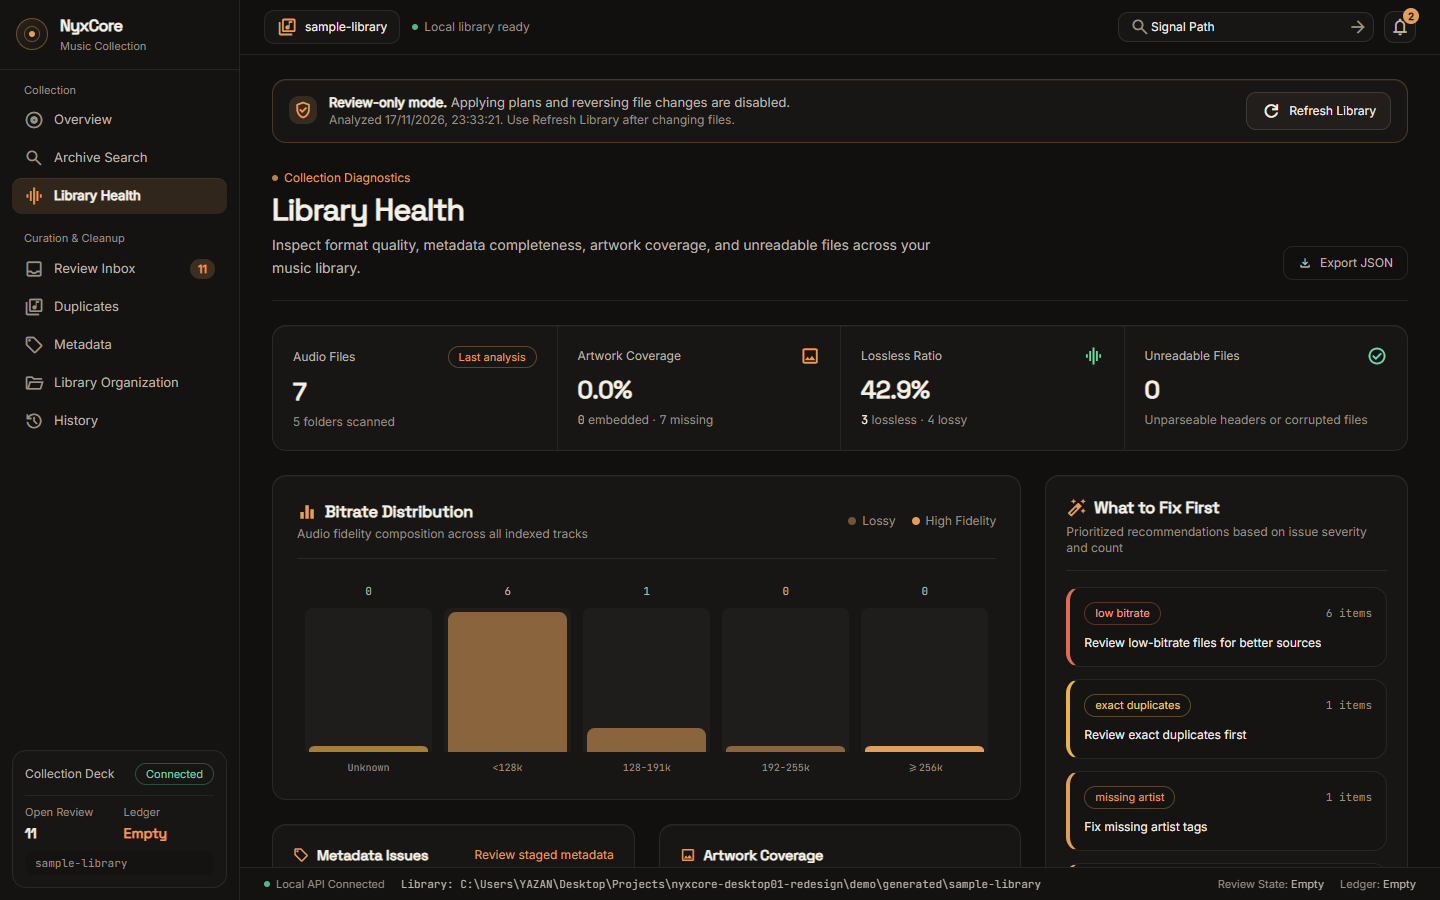 NyxCore
Music Collection
sample-library
Local library ready
Signal Path
2
Collection
Overview
Archive Search
Library Health
Curation & Cleanup
Review Inbox 11
Duplicates
Metadata
Library Organization
History
Collection Deck Connected
Open Review Ledger
11 Empty
sample-library
Review-only mode. Applying plans and reversing file changes are disabled.
Analyzed 17/11/2026, 23:33:21. Use Refresh Library after changing files.
Refresh Library
Collection Diagnostics
Library Health
Inspect format quality, metadata completeness, artwork coverage, and unreadable files across your
music library.
Export JSON
Audio Files Last analysis
7
5 folders scanned
Artwork Coverage
0.0%
0 embedded · 7 missing
Lossless Ratio
42.9%
3 lossless · 4 lossy
Unreadable Files
0
Unparseable headers or corrupted files
Bitrate Distribution
Audio fidelity composition across all indexed tracks
Lossy High Fidelity
0 6 1 0 0
Unknown <128k 128-191k 192-255k ≥256k
What to Fix First
Prioritized recommendations based on issue severity
and count
low bitrate 6 items
Review low-bitrate files for better sources
exact duplicates 1 items
Review exact duplicates first
missing artist 1 items
Fix missing artist tags
Metadata Issues Review staged metadata
Artwork Coverage
Local API Connected Library: C:\Users\YAZAN\Desktop\Projects\nyxcore-desktop01-redesign\demo\generated\sample-library
Review State: Empty Ledger: Empty